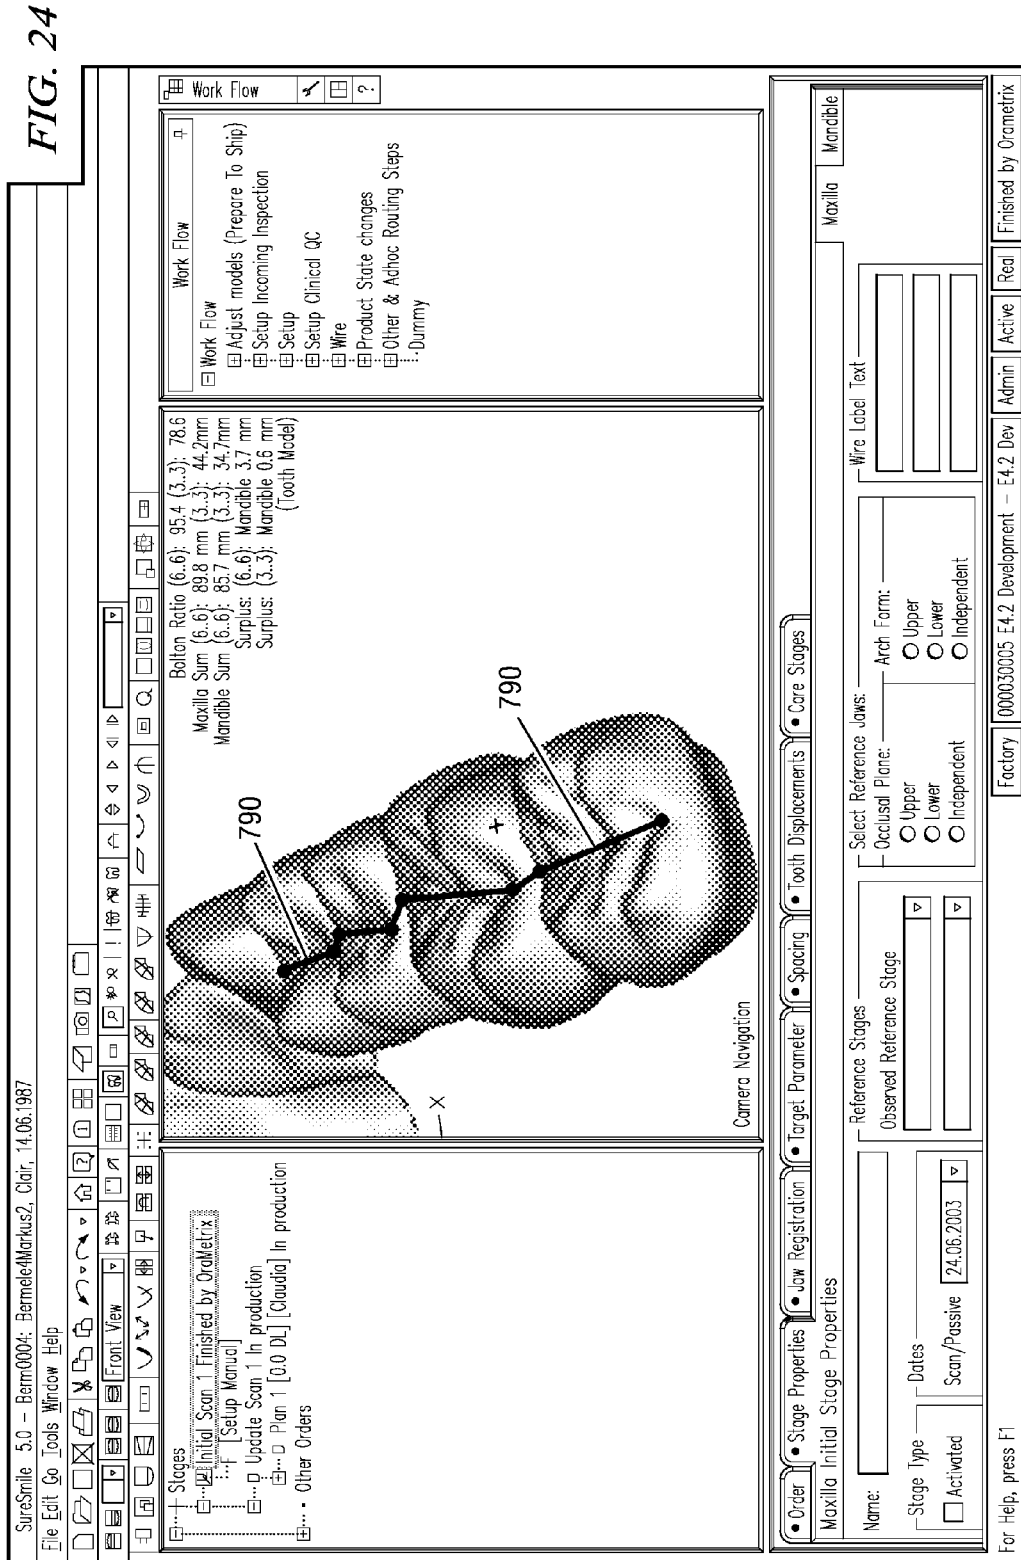 FIG. 24
SureSmile 5.0 – Berm0004: Bermele4Markus2, Clair, 14.06.1987
File Edit Go Tools Window Help
Front View
Stages
Initial Scan 1 Finished by OraMetrix
F [Setup Manual]
D Update Scan 1 In production
D Plan 1 [0.0 DL] [Claudia] In production
Other Orders
Bolton Ratio (6..6): 95.4 (3..3): 78.6
Maxilla Sum (6..6): 89.8 mm (3..3): 44.2mm
Mandible Sum (6..6): 85.7 mm (3..3): 34.7mm
Surplus: (6..6): Mandible 3.7 mm
Surplus: (3..3): Mandible 0.6 mm
(Tooth Model)
790
790
X
Camera Navigation
Work Flow
Work Flow
Adjust models (Prepare To Ship)
Setup Incoming Inspection
Setup
Setup Clinical QC
Wire
Product State changes
Other & Adhoc Routing Steps
Dummy
Work Flow
?
• Order • Stage Properties • Jaw Registration • Target Parameter • Spacing • Tooth Displacements • Care Stages
Maxilla Initial Stage Properties
Maxilla Mandible
Name:
Stage Type
Activated
Dates
Scan/Passive 24.06.2003
Reference Stages
Observed Reference Stage
Select Reference Jaws:
Occlusal Plane:
Upper
Lower
Independent
Arch Form:
Upper
Lower
Independent
Wire Label Text
For Help, press F1
Factory 000030005 E4.2 Development – E4.2 Dev Admin Active Real Finished by Orametrix